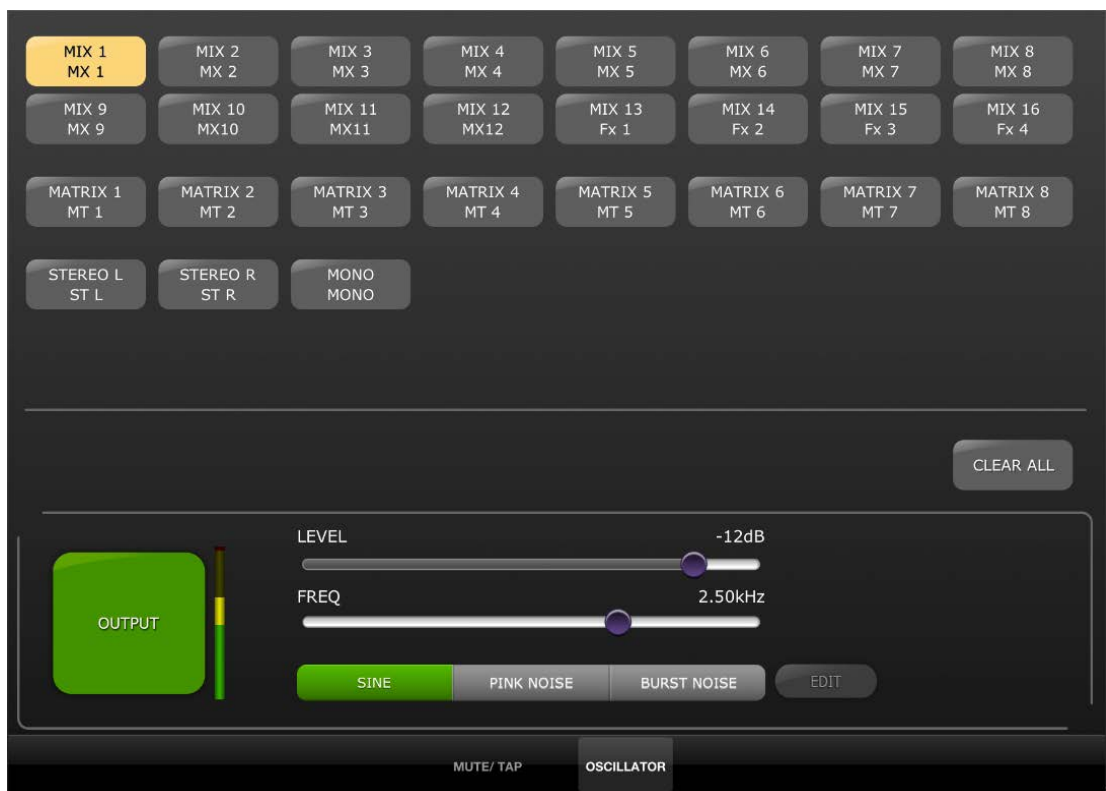 MIX 1 MIX 2 MIX 3 MIX 4 MIX 5 MIX 6 MIX 7 MIX 8
MX 1 MX 2 MX 3 MX 4 MX 5 MX 6 MX 7 MX 8
MIX 9 MIX 10 MIX 11 MIX 12 MIX 13 MIX 14 MIX 15 MIX 16
MX 9 MX10 MX11 MX12 Fx 1 Fx 2 Fx 3 Fx 4
MATRIX 1 MATRIX 2 MATRIX 3 MATRIX 4 MATRIX 5 MATRIX 6 MATRIX 7 MATRIX 8
MT 1 MT 2 MT 3 MT 4 MT 5 MT 6 MT 7 MT 8
STEREO L STEREO R MONO
ST L ST R MONO
CLEAR ALL
LEVEL -12dB
FREQ 2.50kHz
OUTPUT
SINE PINK NOISE BURST NOISE EDIT
MUTE/ TAP OSCILLATOR